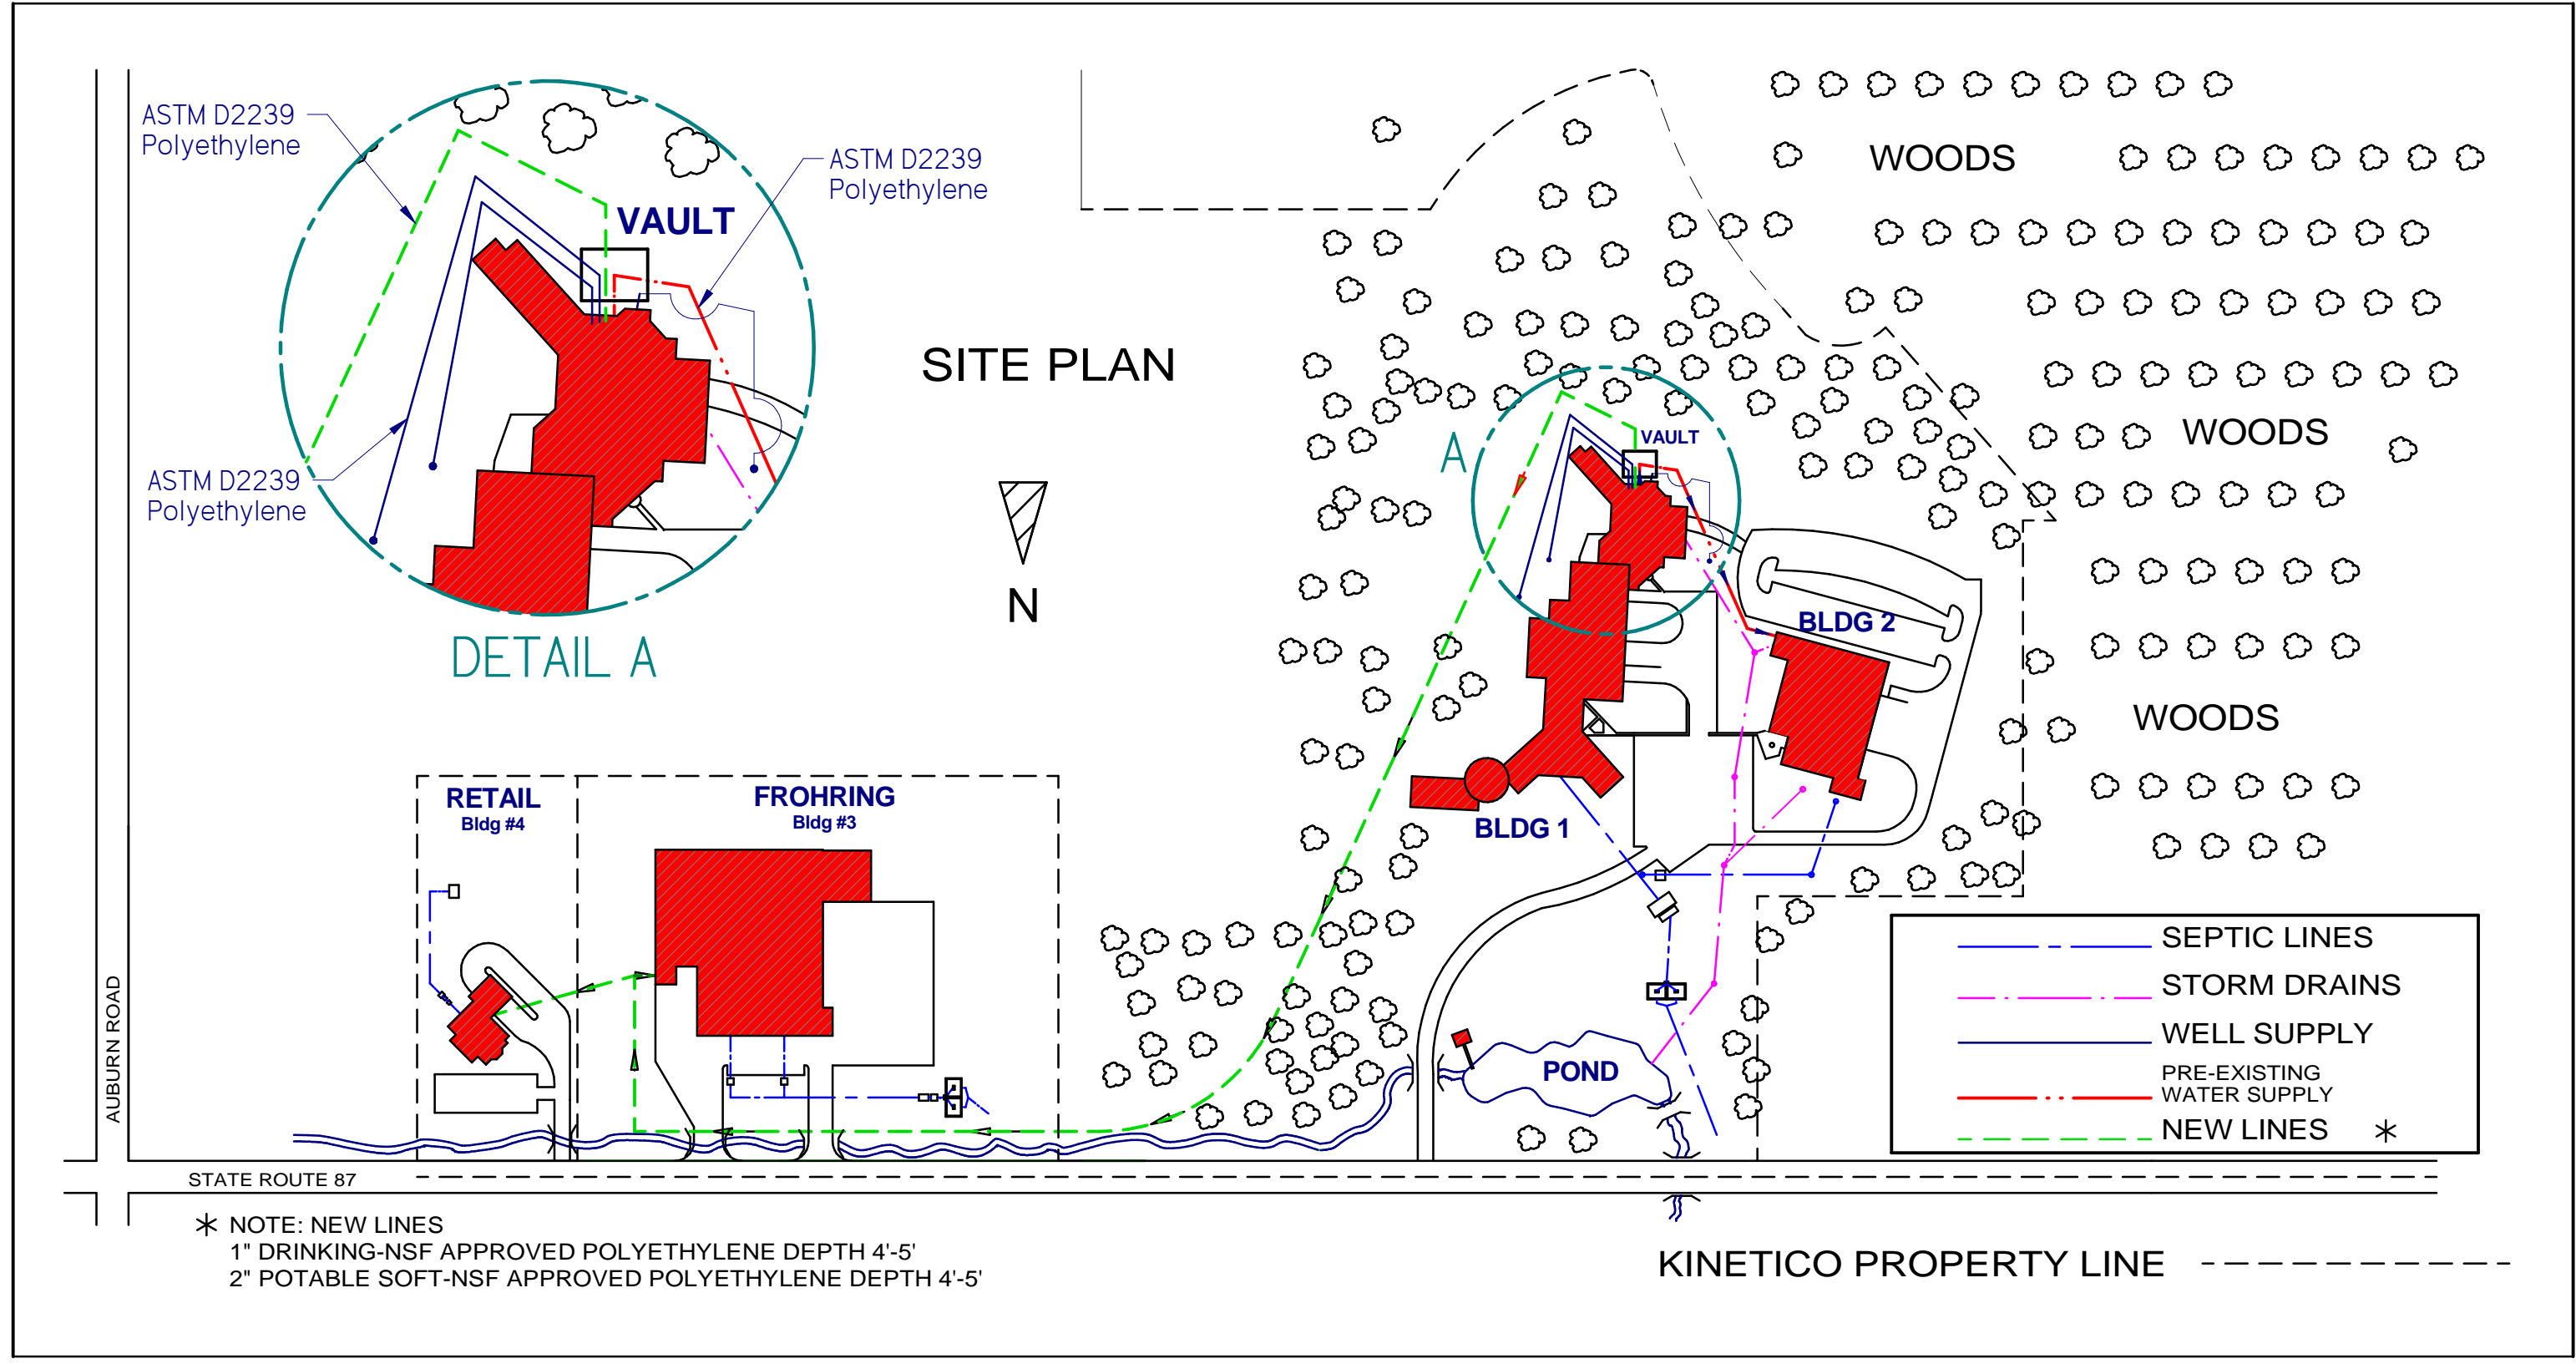 ASTM D2239
Polyethylene
ASTM D2239
Polyethylene
VAULT
ASTM D2239
Polyethylene
DETAIL A
SITE PLAN
N
WOODS
WOODS
WOODS
A
VAULT
BLDG 2
BLDG 1
RETAIL
Bldg #4
FROHRING
Bldg #3
POND
AUBURN ROAD
STATE ROUTE 87
SEPTIC LINES
STORM DRAINS
WELL SUPPLY
PRE-EXISTING
WATER SUPPLY
NEW LINES *
* NOTE: NEW LINES
1" DRINKING-NSF APPROVED POLYETHYLENE DEPTH 4'-5'
2" POTABLE SOFT-NSF APPROVED POLYETHYLENE DEPTH 4'-5'
KINETICO PROPERTY LINE